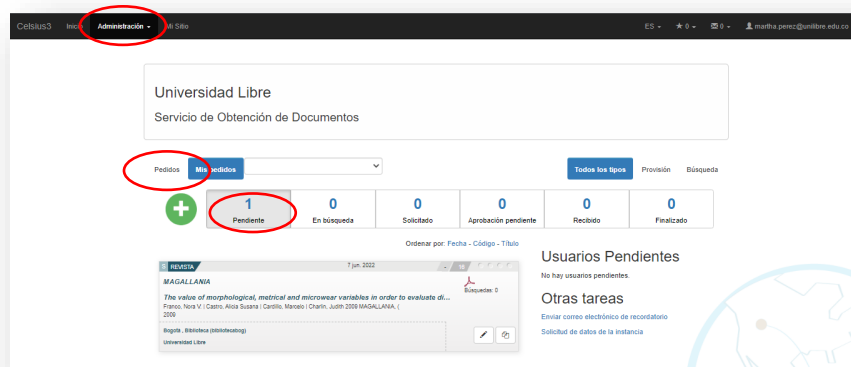 Celsius3 Inicio Administración Mi Sitio ES 0 0 martha.perez@unilibre.edu.co
Universidad Libre
Servicio de Obtención de Documentos
Pedidos Mis pedidos Todos los tipos Provisión Búsqueda
1 0 0 0 0 0
Pendiente En búsqueda Solicitado Aprobación pendiente Recibido Finalizado
Ordenar por: Fecha - Código - Título
REVISTA 7 jun. 2022
MAGALLANIA
Búsquedas: 0
The value of morphological, metrical and microwear variables in order to evaluate di...
Franco, Nora V. | Castro, Alicia Susana | Cardillo, Marcelo | Charlin, Judith 2009 MAGALLANIA, (
2009
Bogotá , Biblioteca (bibliotecabog)
Universidad Libre
Usuarios Pendientes
No hay usuarios pendientes.
Otras tareas
Enviar correo electrónico de recordatorio
Solicitud de datos de la instancia